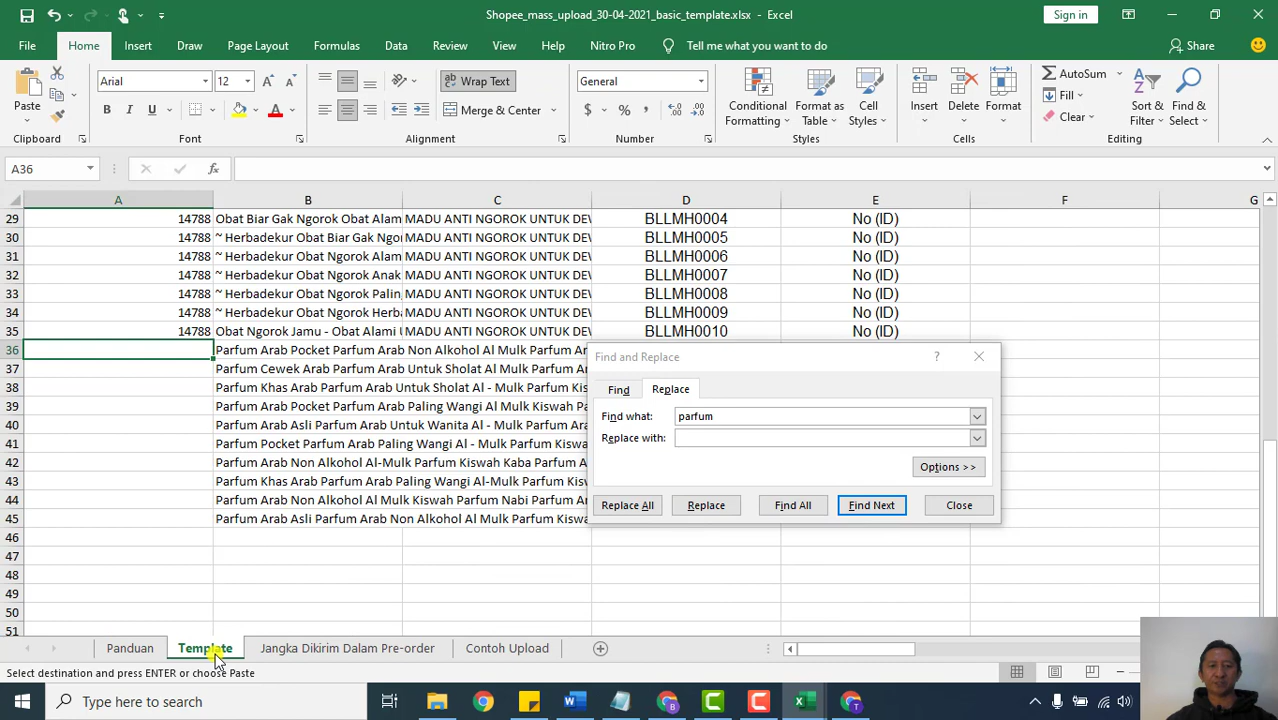 Shopee_mass_upload_30-04-2021_basic_template.xlsx - Excel
Sign in
File Home Insert Draw Page Layout Formulas Data Review View Help Nitro Pro Tell me what you want to do Share
Paste
Arial 12
Wrap Text
General
Merge & Center
B I U
$ % ,
Conditional Formatting
Format as Table
Cell Styles
Insert Delete Format
AutoSum
Fill
Clear
Sort & Filter
Find & Select
Clipboard Font Alignment Number Styles Cells Editing
A36 fx
A B C D E F G
29 14788 Obat Biar Gak Ngorok Obat Alam MADU ANTI NGOROK UNTUK DEW BLLMH0004 No (ID)
30 14788 ~ Herbadekur Obat Biar Gak Ngo MADU ANTI NGOROK UNTUK DEW BLLMH0005 No (ID)
31 14788 ~ Herbadekur Obat Ngorok Alam MADU ANTI NGOROK UNTUK DEW BLLMH0006 No (ID)
32 14788 ~ Herbadekur Obat Ngorok Anak MADU ANTI NGOROK UNTUK DEW BLLMH0007 No (ID)
33 14788 ~ Herbadekur Obat Ngorok Paling MADU ANTI NGOROK UNTUK DEW BLLMH0008 No (ID)
34 14788 ~ Herbadekur Obat Ngorok Herba MADU ANTI NGOROK UNTUK DEW BLLMH0009 No (ID)
35 14788 Obat Ngorok Jamu - Obat Alami U MADU ANTI NGOROK UNTUK DEW BLLMH0010 No (ID)
36 Parfum Arab Pocket Parfum Arab Non Alkohol Al Mulk Parfum Ar
37 Parfum Cewek Arab Parfum Arab Untuk Sholat Al Mulk Parfum
38 Parfum Khas Arab Parfum Arab Untuk Sholat Al - Mulk Parfum Kis
39 Parfum Arab Pocket Parfum Arab Paling Wangi Al Mulk Kiswah Pa
40 Parfum Arab Asli Parfum Arab Untuk Wanita Al - Mulk Parfum Ar
41 Parfum Pocket Parfum Arab Paling Wangi Al - Mulk Parfum Kiswah
42 Parfum Arab Non Alkohol Al-Mulk Parfum Kiswah Kaba Parfum A
43 Parfum Khas Arab Parfum Arab Paling Wangi Al-Mulk Parfum Kis
44 Parfum Arab Non Alkohol Al Mulk Kiswah Parfum Nabi Parfum Ar
45 Parfum Arab Asli Parfum Arab Non Alkohol Al Mulk Parfum Kiswah
46
47
48
49
50
51
Find and Replace
?
Find Replace
Find what: parfum
Replace with:
Options >>
Replace All Replace Find All Find Next Close
Panduan Template Jangka Dikirim Dalam Pre-order Contoh Upload
Select destination and press ENTER or choose Paste
Type here to search